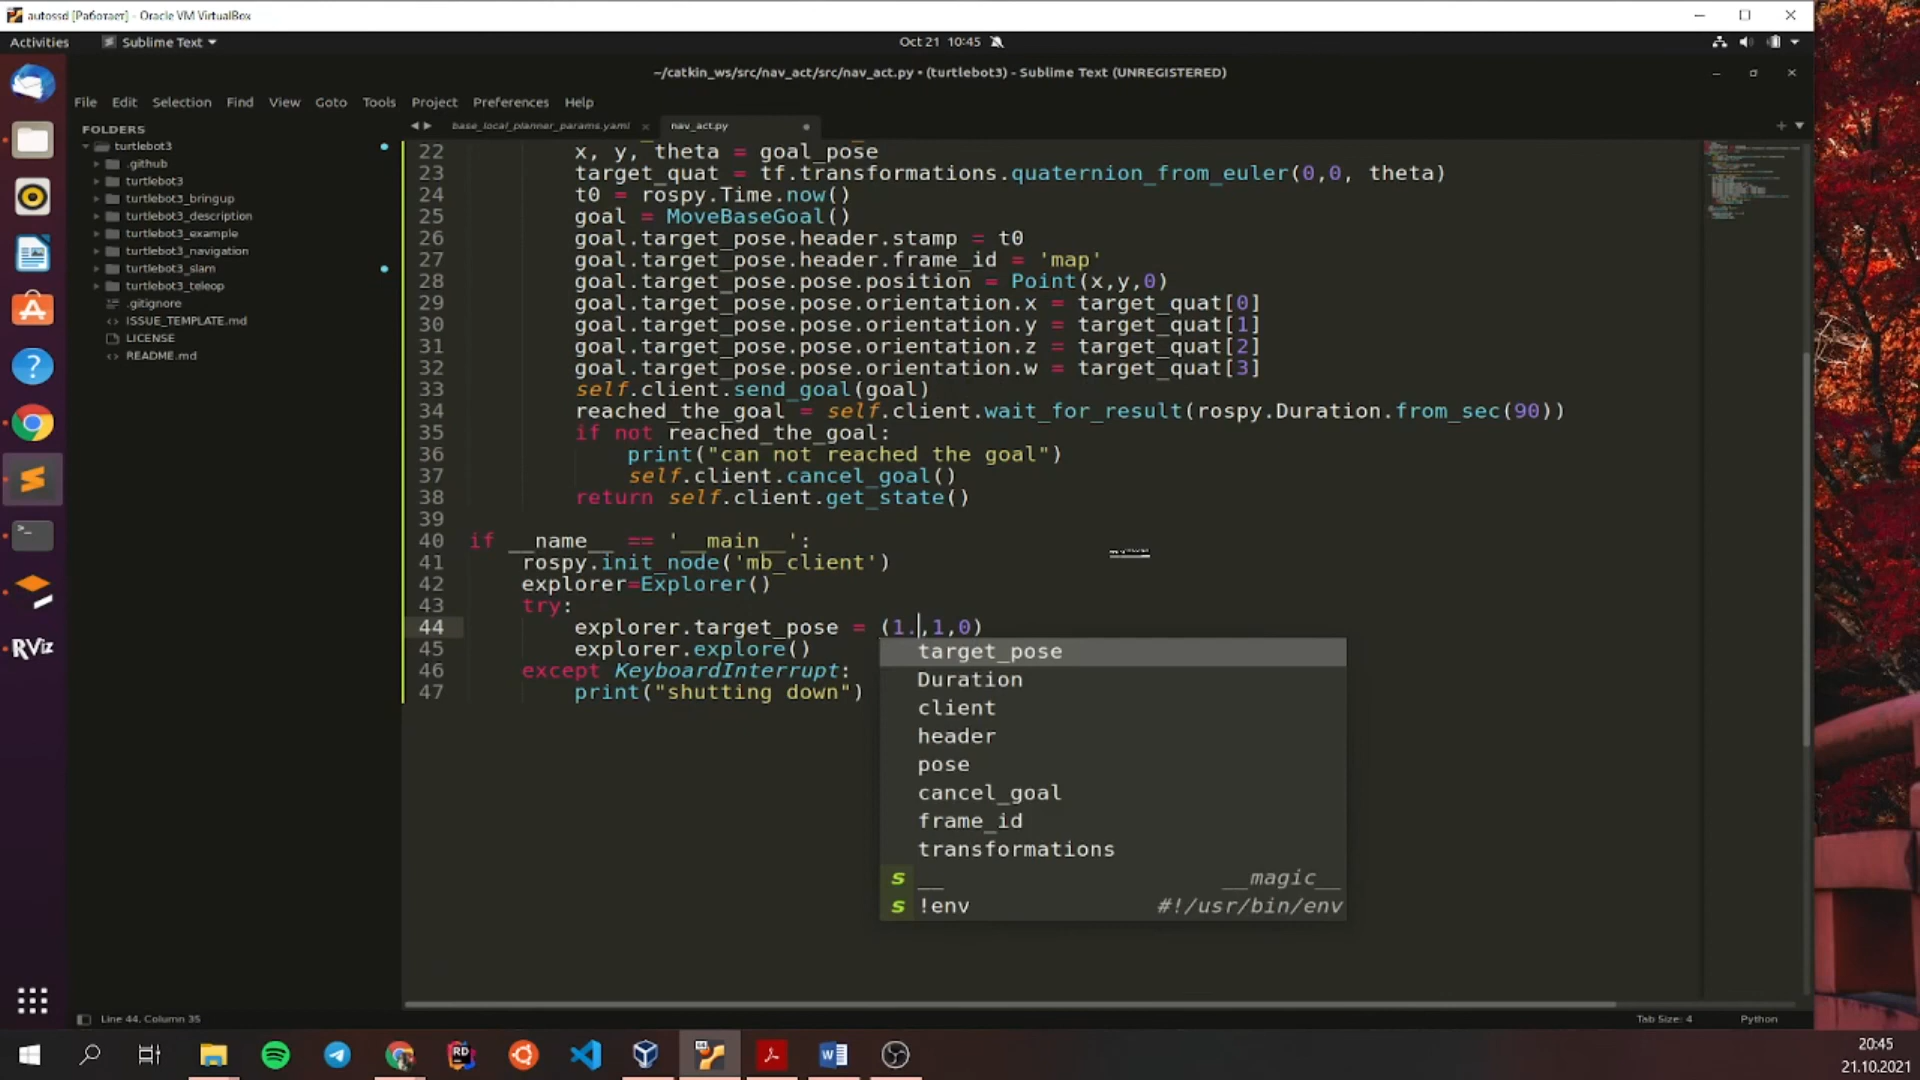 autossd [Работает] - Oracle VM VirtualBox
Activities Sublime Text Oct 21 10:45
~/catkin_ws/src/nav_act/src/nav_act.py • (turtlebot3) - Sublime Text (UNREGISTERED)
File Edit Selection Find View Goto Tools Project Preferences Help
FOLDERS
turtlebot3
.github
turtlebot3
turtlebot3_bringup
turtlebot3_description
turtlebot3_example
turtlebot3_navigation
turtlebot3_slam
turtlebot3_teleop
.gitignore
ISSUE_TEMPLATE.md
LICENSE
README.md
base_local_planner_params.yaml nav_act.py
22 x, y, theta = goal_pose
23 target_quat = tf.transformations.quaternion_from_euler(0,0, theta)
24 t0 = rospy.Time.now()
25 goal = MoveBaseGoal()
26 goal.target_pose.header.stamp = t0
27 goal.target_pose.header.frame_id = 'map'
28 goal.target_pose.pose.position = Point(x,y,0)
29 goal.target_pose.pose.orientation.x = target_quat[0]
30 goal.target_pose.pose.orientation.y = target_quat[1]
31 goal.target_pose.pose.orientation.z = target_quat[2]
32 goal.target_pose.pose.orientation.w = target_quat[3]
33 self.client.send_goal(goal)
34 reached_the_goal = self.client.wait_for_result(rospy.Duration.from_sec(90))
35 if not reached_the_goal:
36 print("can not reached the goal")
37 self.client.cancel_goal()
38 return self.client.get_state()
39
40 if __name__ == '__main__':
41 rospy.init_node('mb_client')
42 explorer=Explorer()
43 try:
44 explorer.target_pose = (1.,1,0)
45 explorer.explore()
46 except KeyboardInterrupt:
47 print("shutting down")
target_pose
Duration
client
header
pose
cancel_goal
frame_id
transformations
s __ __magic__
s !env #!/usr/bin/env
RViz
Line 44, Column 35 Tab Size: 4 Python
RD
64
W
20:45
21.10.2021